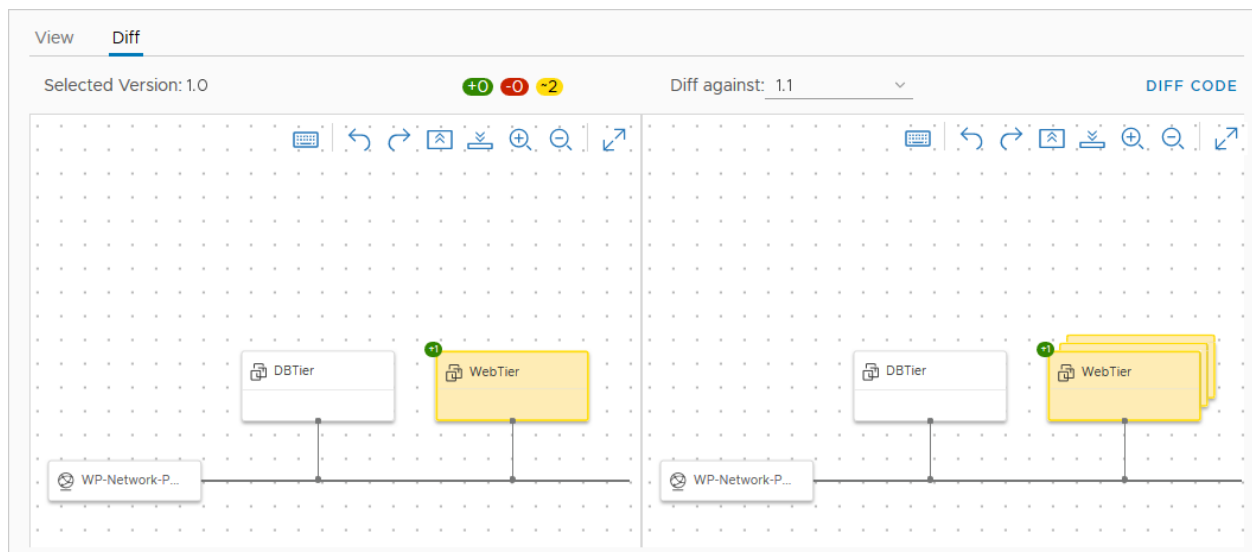 View Diff
Selected Version: 1.0 +0 -0 ~2 Diff against: 1.1 DIFF CODE
+1 +1
DBTier WebTier DBTier WebTier
WP-Network-P... WP-Network-P...